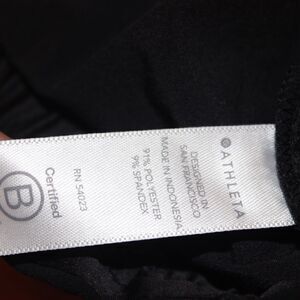 ATHLETA
DESIGNED IN
SAN FRANCISCO
MADE IN INDONESIA
91% POLYESTER
9% SPANDEX
RN 54023
Certified
B